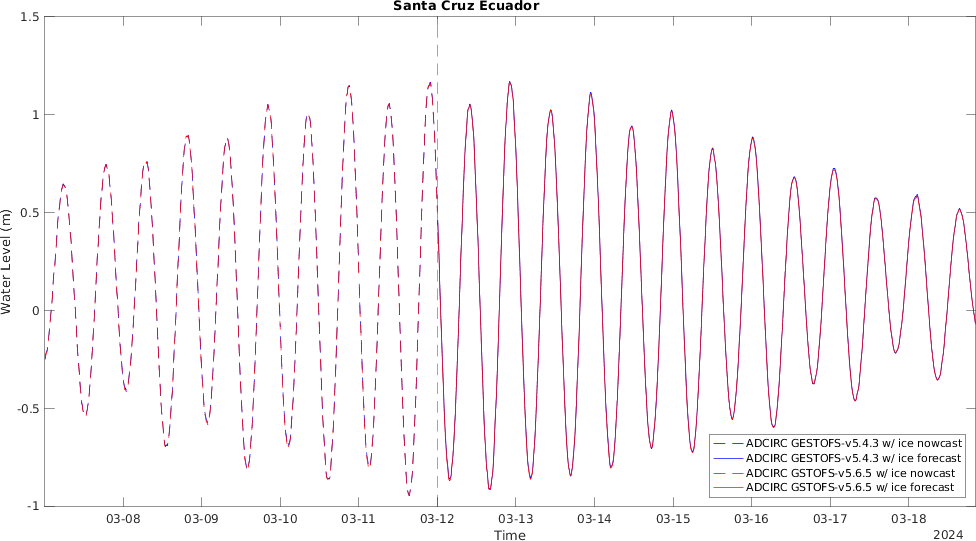 Santa Cruz Ecuador
1.5
1
0.5
0
-0.5
-1
Water Level (m)
03-08 03-09 03-10 03-11 03-12 03-13 03-14 03-15 03-16 03-17 03-18
Time
2024
ADCIRC GESTOFS-v5.4.3 w/ ice nowcast
ADCIRC GESTOFS-v5.4.3 w/ ice forecast
ADCIRC GSTOFS-v5.6.5 w/ ice nowcast
ADCIRC GSTOFS-v5.6.5 w/ ice forecast